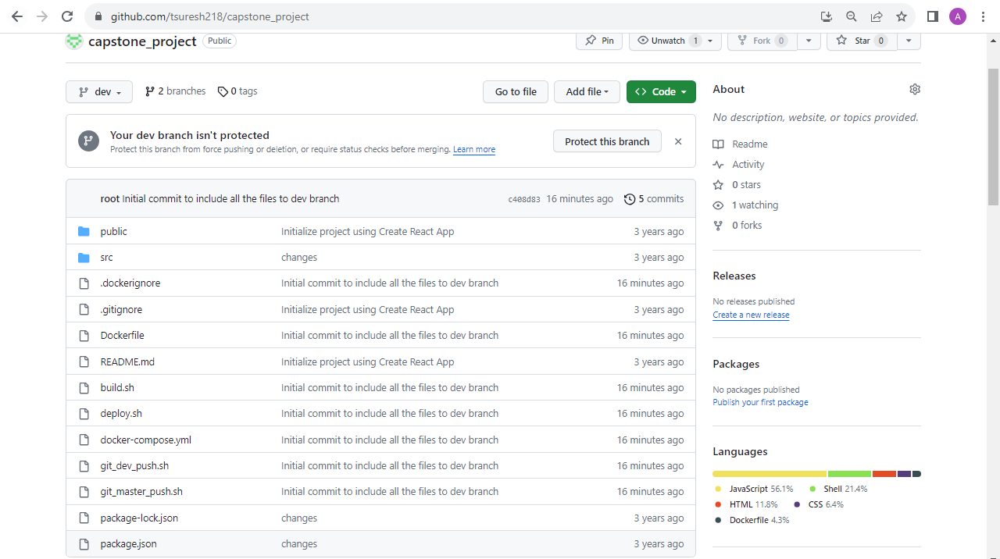 github.com/tsuresh218/capstone_project
A
capstone_project Public
Pin Unwatch 1 Fork 0 Star 0
dev 2 branches 0 tags Go to file Add file Code
Your dev branch isn't protected
Protect this branch from force pushing or deletion, or require status checks before merging. Learn more
Protect this branch
root Initial commit to include all the files to dev branch c408d83 16 minutes ago 5 commits
public Initialize project using Create React App 3 years ago
src changes 3 years ago
.dockerignore Initial commit to include all the files to dev branch 16 minutes ago
.gitignore Initialize project using Create React App 3 years ago
Dockerfile Initial commit to include all the files to dev branch 16 minutes ago
README.md Initialize project using Create React App 3 years ago
build.sh Initial commit to include all the files to dev branch 16 minutes ago
deploy.sh Initial commit to include all the files to dev branch 16 minutes ago
docker-compose.yml Initial commit to include all the files to dev branch 16 minutes ago
git_dev_push.sh Initial commit to include all the files to dev branch 16 minutes ago
git_master_push.sh Initial commit to include all the files to dev branch 16 minutes ago
package-lock.json changes 3 years ago
package.json changes 3 years ago
About
No description, website, or topics provided.
Readme
Activity
0 stars
1 watching
0 forks
Releases
No releases published
Create a new release
Packages
No packages published
Publish your first package
Languages
JavaScript 56.1% Shell 21.4%
HTML 11.8% CSS 6.4%
Dockerfile 4.3%